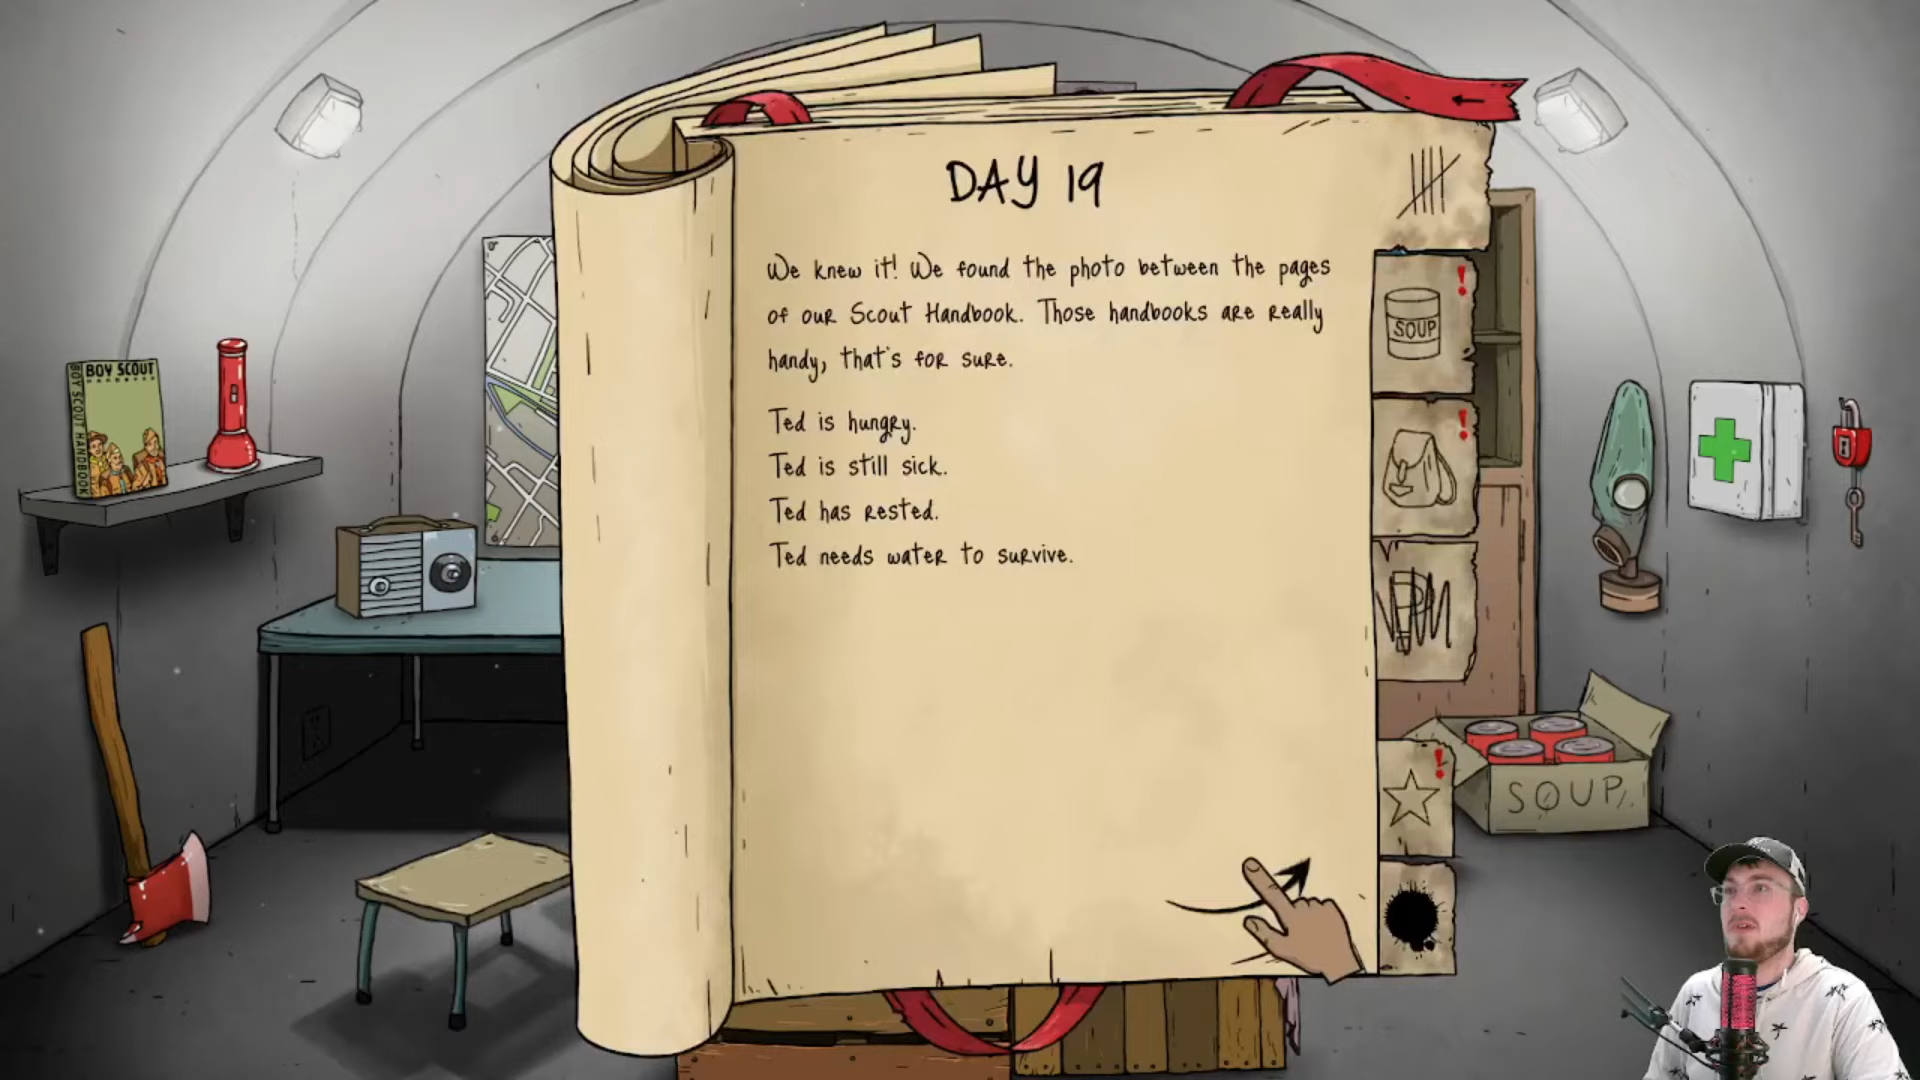 DAY 19
We knew it! We found the photo between the pages
of our Scout Handbook. Those handbooks are really
handy, that's for sure.
Ted is hungry.
Ted is still sick.
Ted has rested.
Ted needs water to survive.
BOY SCOUT
BOY SCOUT HANDBOOK
!
SOUP
!
!
SOUP